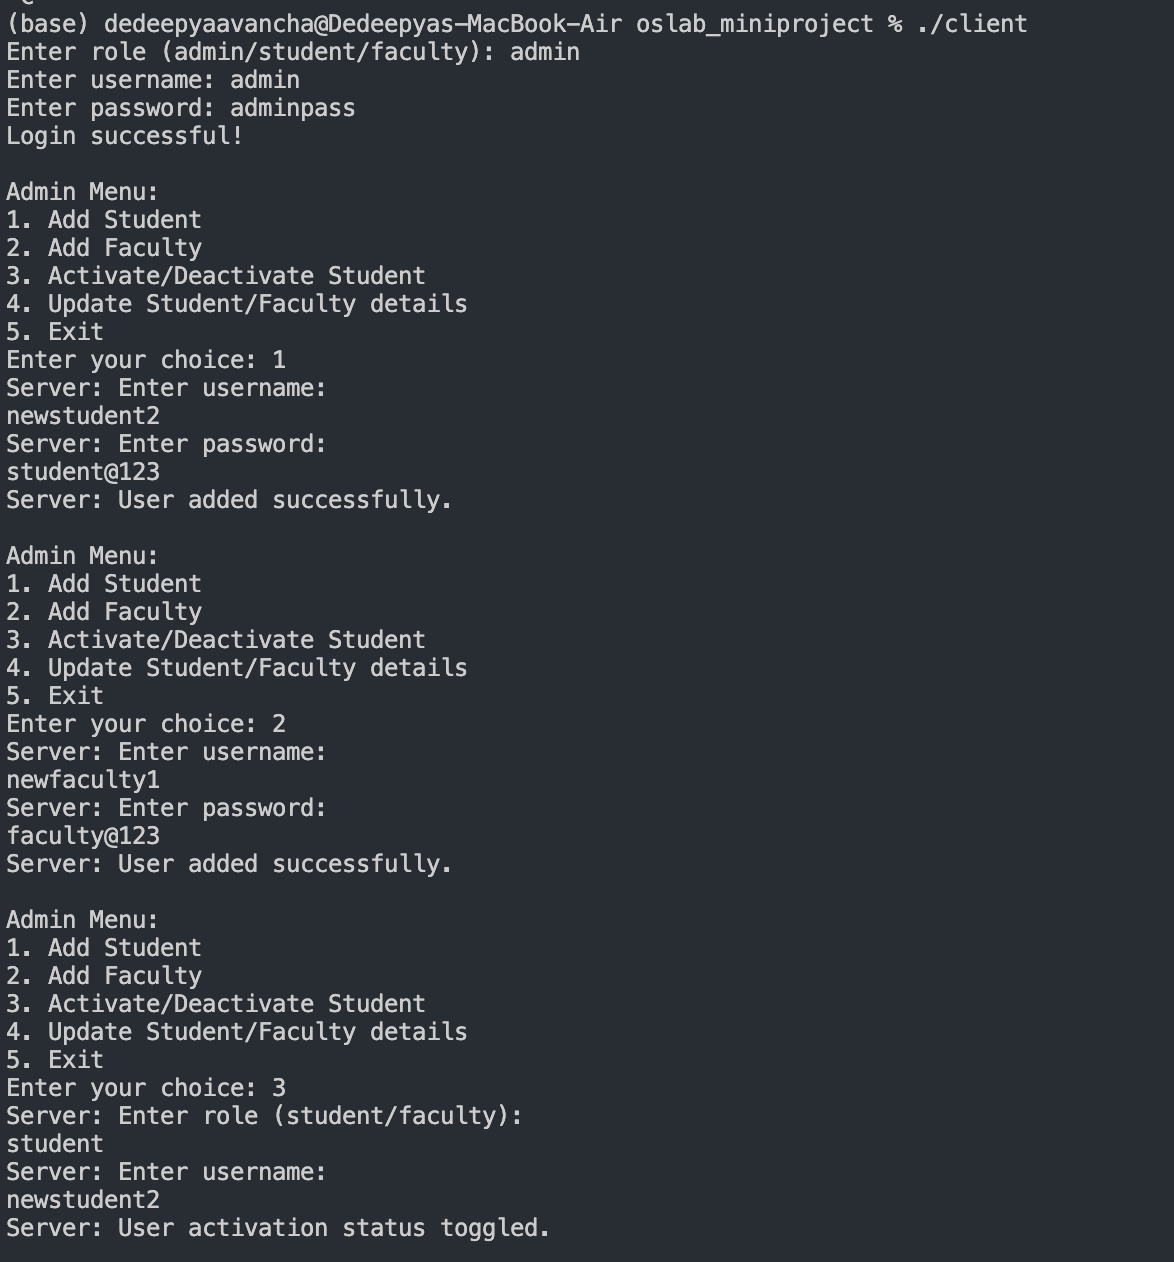 (base) dedeepyaavancha@Dedeepyas-MacBook-Air oslab_miniproject % ./client
Enter role (admin/student/faculty): admin
Enter username: admin
Enter password: adminpass
Login successful!

Admin Menu:
1. Add Student
2. Add Faculty
3. Activate/Deactivate Student
4. Update Student/Faculty details
5. Exit
Enter your choice: 1
Server: Enter username:
newstudent2
Server: Enter password:
student@123
Server: User added successfully.

Admin Menu:
1. Add Student
2. Add Faculty
3. Activate/Deactivate Student
4. Update Student/Faculty details
5. Exit
Enter your choice: 2
Server: Enter username:
newfaculty1
Server: Enter password:
faculty@123
Server: User added successfully.

Admin Menu:
1. Add Student
2. Add Faculty
3. Activate/Deactivate Student
4. Update Student/Faculty details
5. Exit
Enter your choice: 3
Server: Enter role (student/faculty):
student
Server: Enter username:
newstudent2
Server: User activation status toggled.